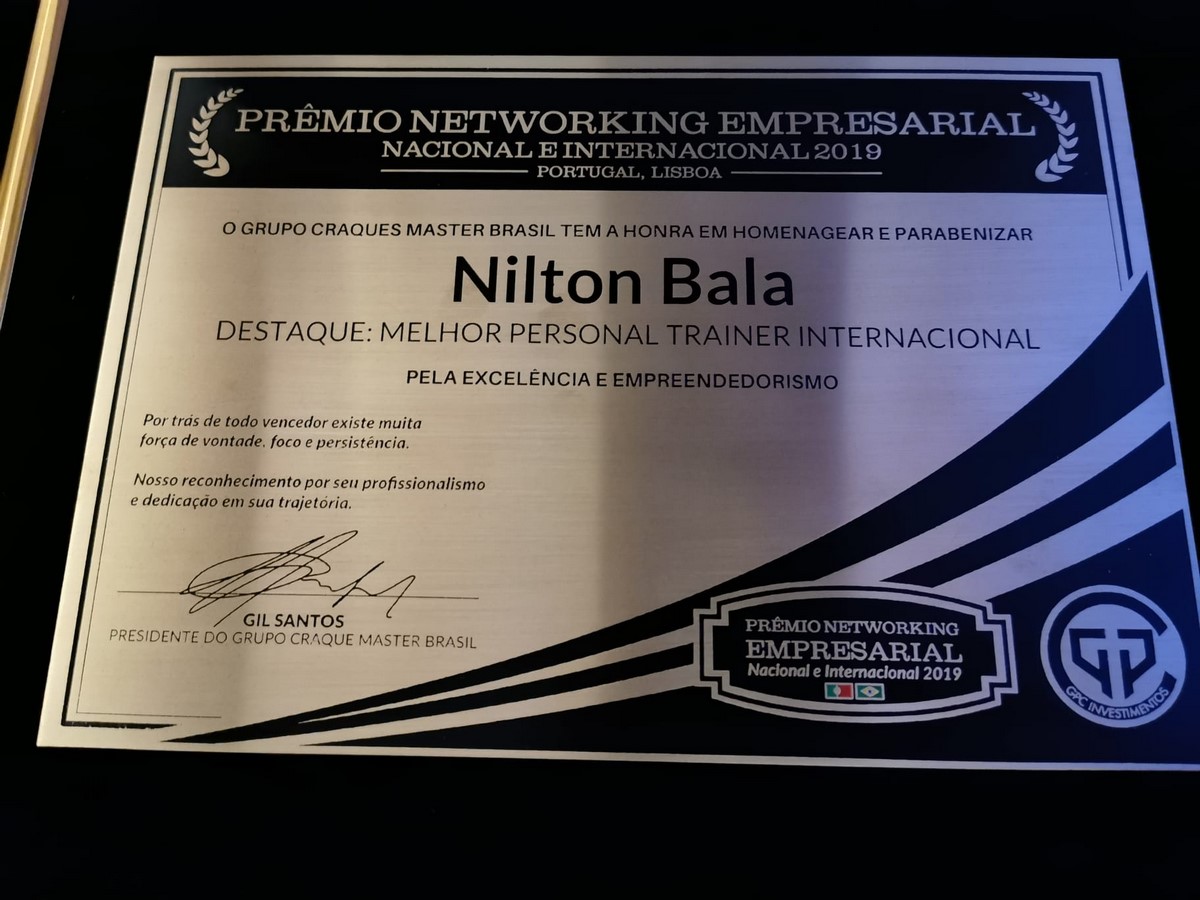 PRÊMIO NETWORKING EMPRESARIAL
NACIONAL E INTERNACIONAL 2019
PORTUGAL, LISBOA
O GRUPO CRAQUES MASTER BRASIL TEM A HONRA EM HOMENAGEAR E PARABENIZAR
Nilton Bala
DESTAQUE: MELHOR PERSONAL TRAINER INTERNACIONAL
PELA EXCELÊNCIA E EMPREENDEDORISMO
Por trás de todo vencedor existe muita
força de vontade, foco e persistência.
Nosso reconhecimento por seu profissionalismo
e dedicação em sua trajetória.
GIL SANTOS
PRESIDENTE DO GRUPO CRAQUE MASTER BRASIL
PRÊMIO NETWORKING
EMPRESARIAL
Nacional e Internacional 2019
GPC INVESTIMENTOS